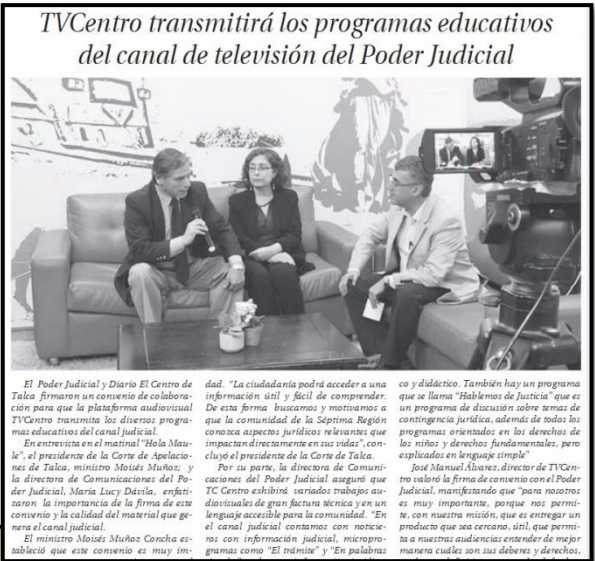 TVCentro transmitirá los programas educativos
del canal de televisión del Poder Judicial
El Poder Judicial y Diario El Centro de
Talca firmaron un convenio de colabora-
ción para que la plataforma audiovisual
TVCentro transmita los diversos progra-
mas educativos del canal judicial.
En entrevista en el matinal "Hola Mau-
le", el presidente de la Corte de Apelacio-
nes de Talca, ministro Moisés Muñoz; y
la directora de Comunicaciones del Po-
der Judicial, María Lucy Dávila, enfati-
zaron la importancia de la firma de este
convenio y la calidad del material que ge-
nera el canal judicial.
El ministro Moisés Muñoz Concha es-
tableció que este convenio es muy im-
dad. "La ciudadanía podrá acceder a una
información útil y fácil de comprender.
De esta forma buscamos y motivamos a
que la comunidad de la Séptima Región
conozca aspectos jurídicos relevantes que
impactan directamente en sus vidas", con-
cluyó el presidente de la Corte de Talca.
Por su parte, la directora de Comuni-
caciones del Poder Judicial aseguró que
TC Centro exhibirá variados trabajos au-
diovisuales de gran factura técnica y en un
lenguaje accesible para la comunidad. "En
el canal judicial contamos con noticie-
ros con información judicial, micropro-
gramas como "El trámite" y "En palabras
co y didáctico. También hay un programa
que se llama "Hablemos de Justicia" que es
un programa de discusión sobre temas de
contingencia jurídica, además de todos los
programas orientados en los derechos de
los niños y derechos fundamentales, pero
explicados en lenguaje simple"
José Manuel Álvarez, director de TVCen-
tro valoró la firma de convenio con el Poder
Judicial, manifestando que "para nosotros
es muy importante, porque nos permi-
te, con nuestra misión, que es entregar un
producto que sea cercano, útil, que permi-
ta a nuestras audiencias entender de mejor
manera cuáles son sus deberes y derechos,